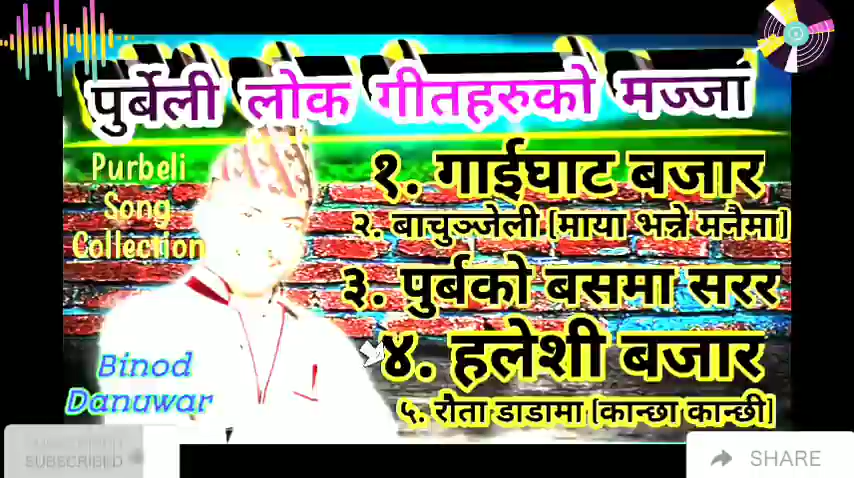 पुर्बेली लोक गीतहरुको मज्जा
Purbeli
Song
Collection
१. गाईघाट बजार
२. बाचुञ्जेली [माया भन्ने मनैमा]
३. पुर्बको बसमा सरर
४. हलेशी बजार
५. रौता डाडामा [कान्छा कान्छी]
Binod
Danuwar
SUBSCRIBED
SHARE